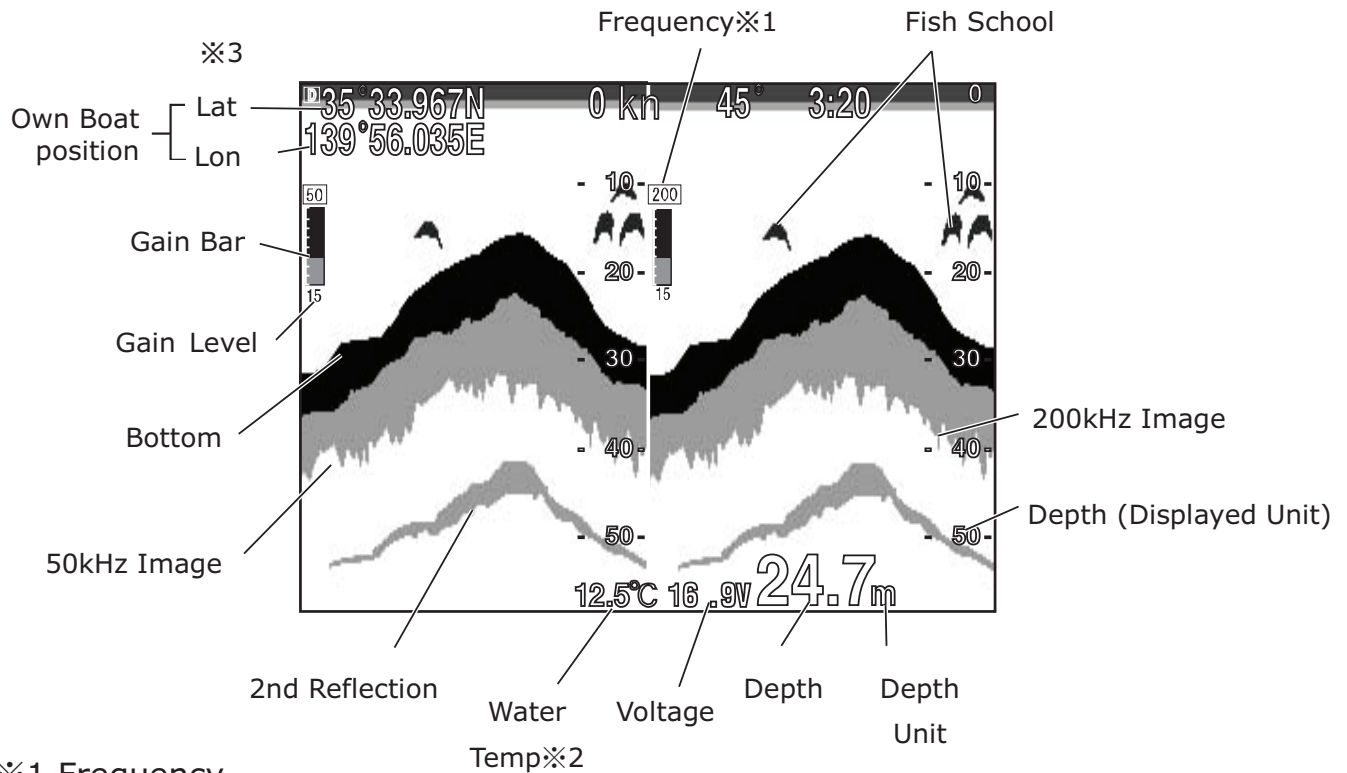 Frequency※1
Fish School
※3
Own Boat
position
Lat
Lon
D 35°33.967N 0 kn 45° 3:20 0
139°56.035E
50
15
200
15
- 10-
- 20-
- 30-
- 40-
- 50-
- 10-
- 20-
- 30-
- 40-
- 50-
Gain Bar
Gain Level
Bottom
50kHz Image
200kHz Image
Depth (Displayed Unit)
12.5°C 16.9V 24.7m
2nd Reflection
Water
Temp※2
Voltage
Depth
Depth
Unit
※1 Frequency